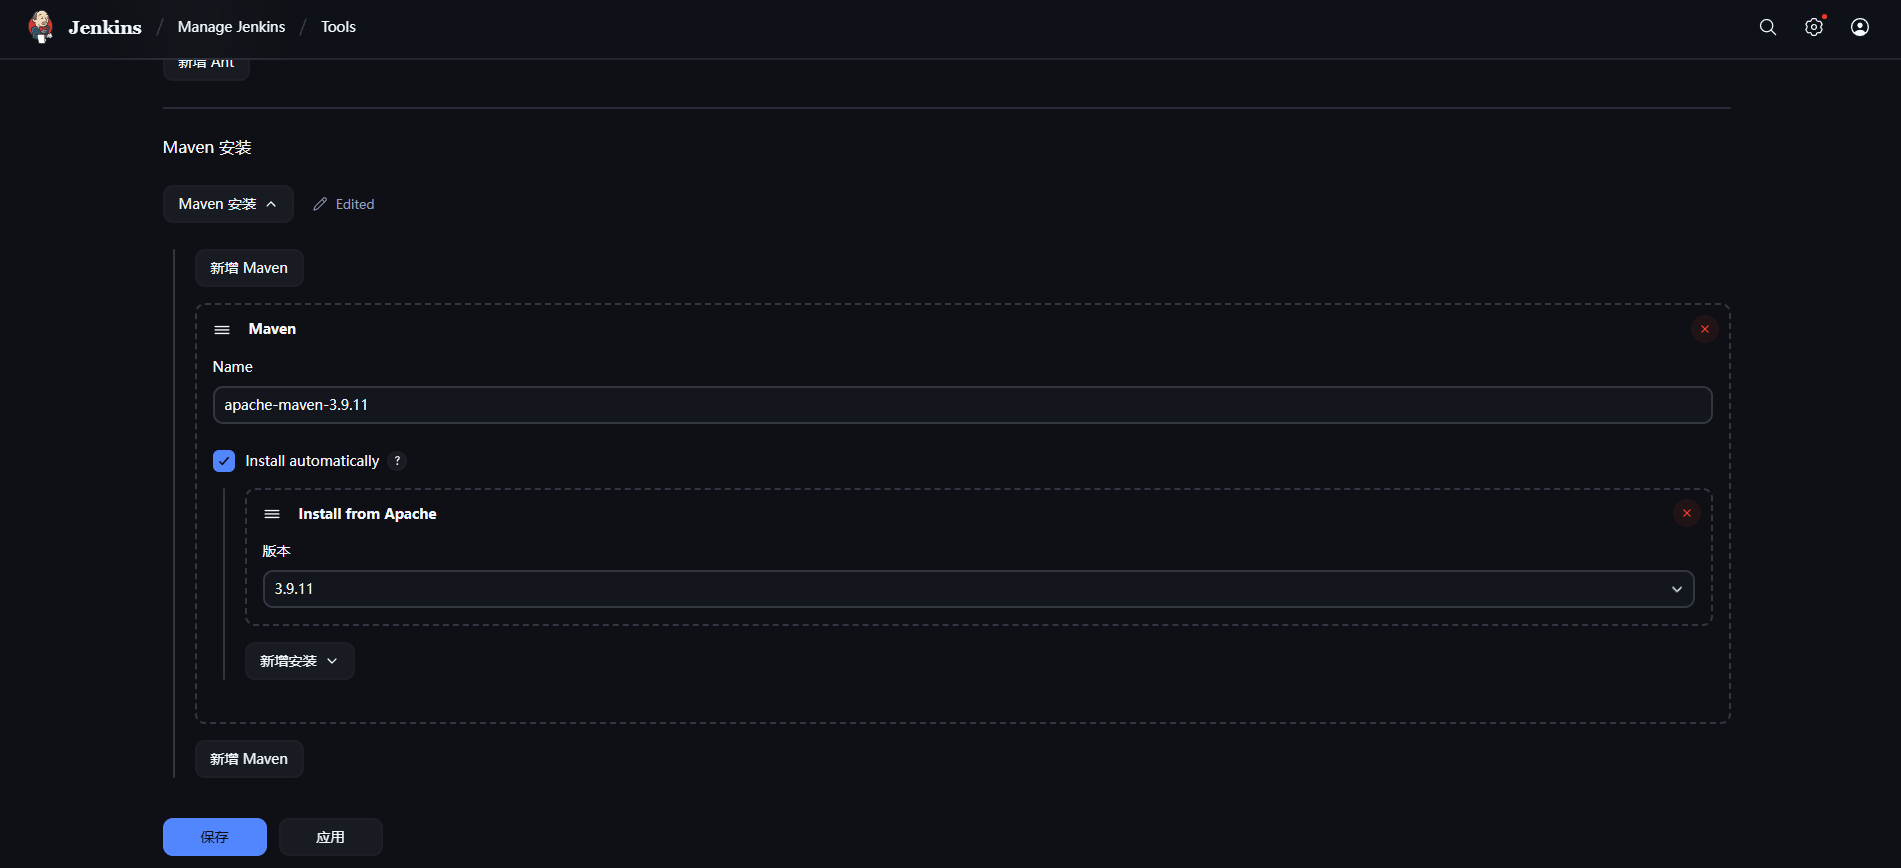 Jenkins / Manage Jenkins / Tools
新增 Ant
Maven 安装
Maven 安装 Edited
新增 Maven
Maven
Name
apache-maven-3.9.11
Install automatically ?
Install from Apache
版本
3.9.11
新增安装
新增 Maven
保存 应用